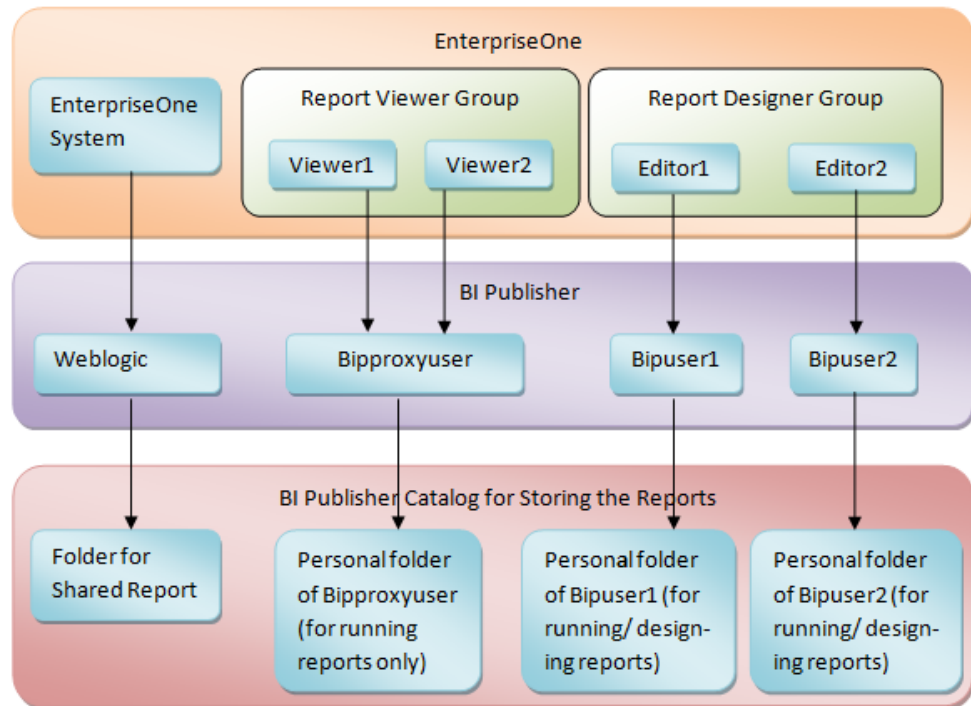 EnterpriseOne
EnterpriseOne
System
Report Viewer Group
Viewer1
Viewer2
Report Designer Group
Editor1
Editor2
BI Publisher
Weblogic
Bipproxyuser
Bipuser1
Bipuser2
BI Publisher Catalog for Storing the Reports
Folder for
Shared Report
Personal folder
of Bipproxyuser
(for running
reports only)
Personal folder
of Bipuser1 (for
running/ design-
ing reports)
Personal folder
of Bipuser2 (for
running/ design-
ing reports)